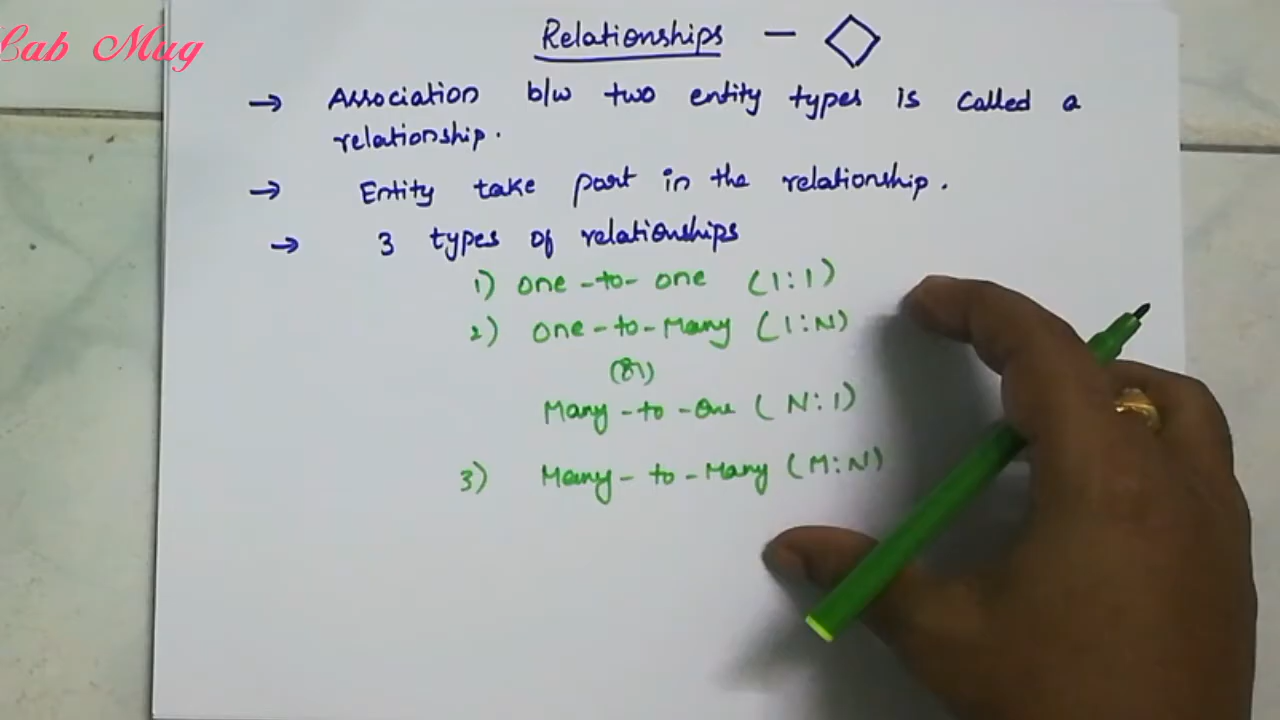 Cab Mug
Relationships —
→ Association b/w two entity types is called a
relationship.
→ Entity take part in the relationship.
→ 3 types of relationships
1) one-to-one (1:1)
2) one-to-Many (1:N)
(or)
Many-to-One (N:1)
3) Many-to-Many (M:N)